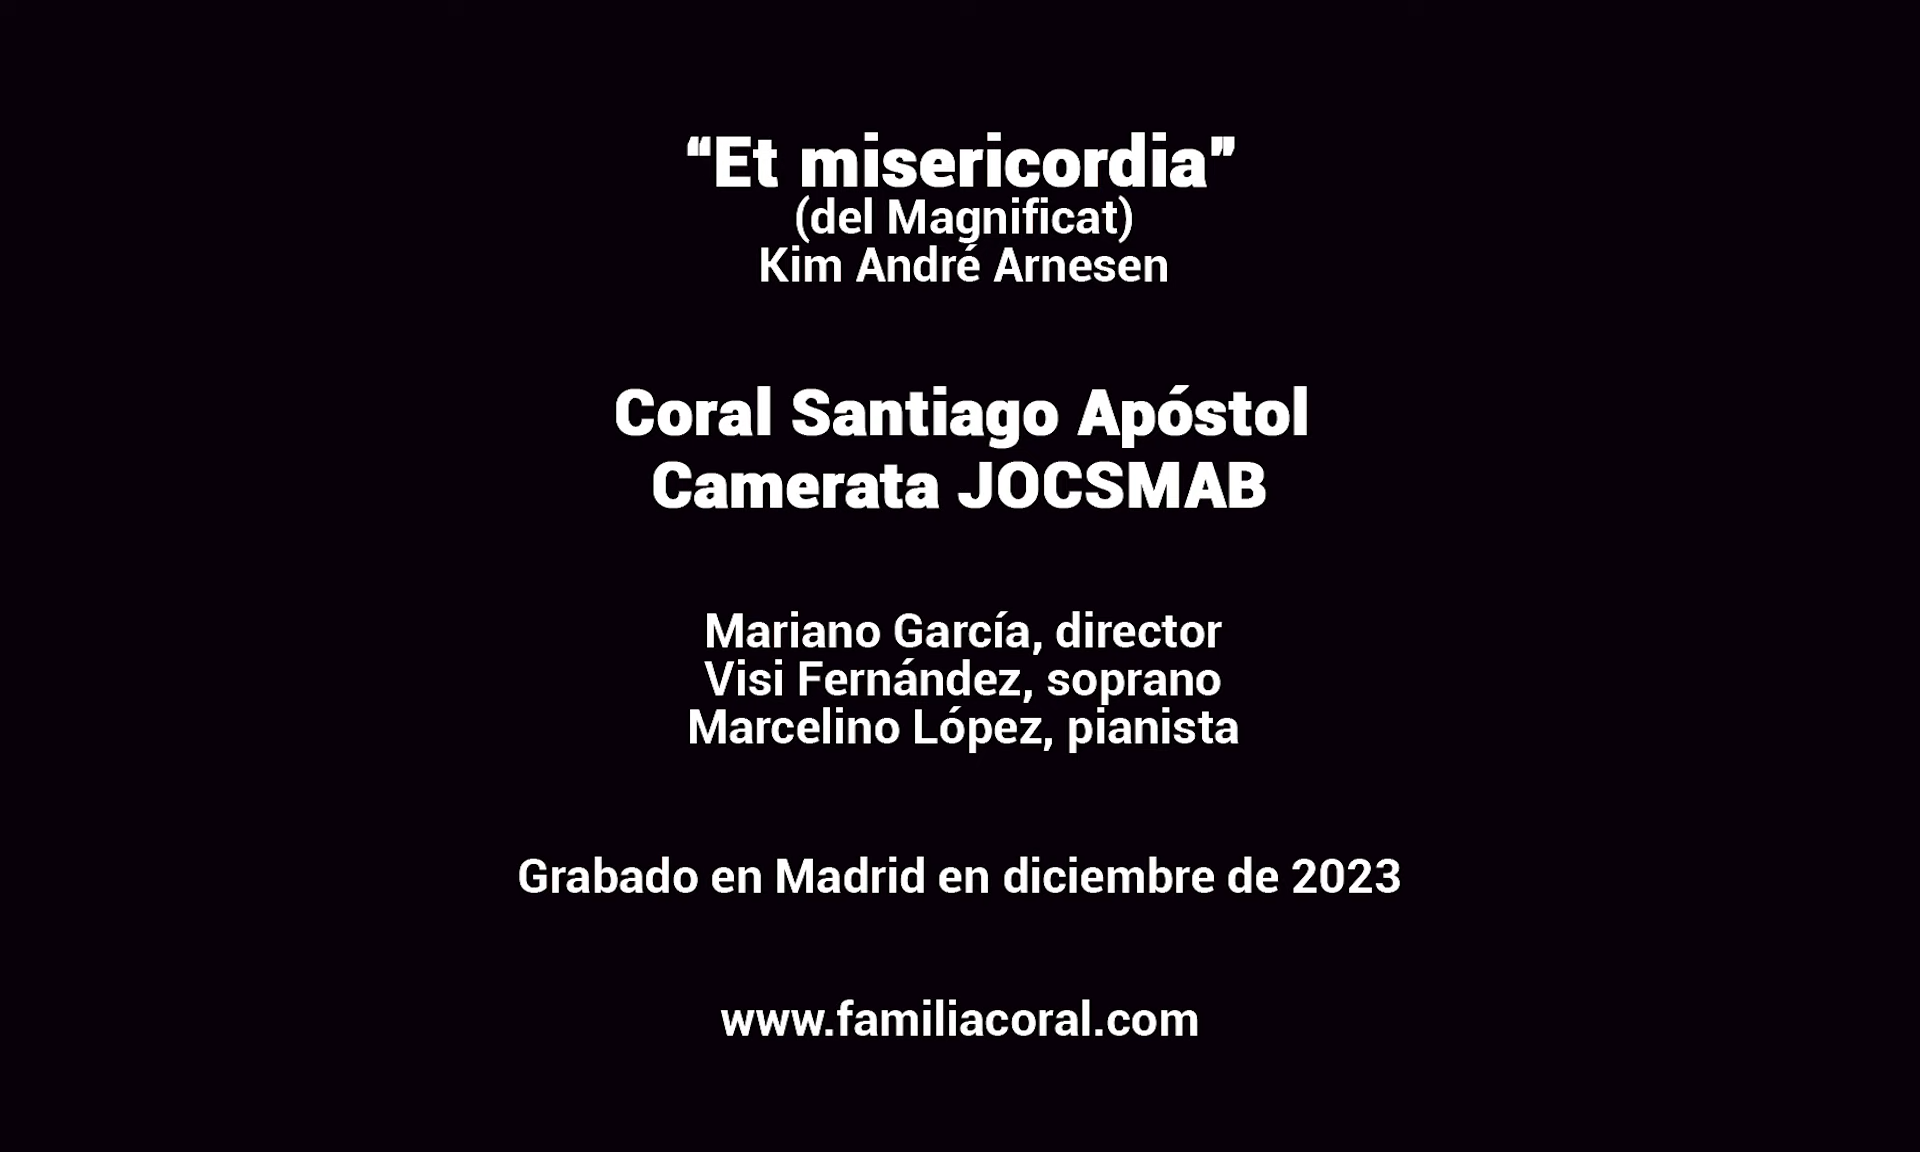 “Et misericordia”
(del Magnificat)
Kim André Arnesen
Coral Santiago Apóstol
Camerata JOCSMAB
Mariano García, director
Visi Fernández, soprano
Marcelino López, pianista
Grabado en Madrid en diciembre de 2023
www.familiacoral.com